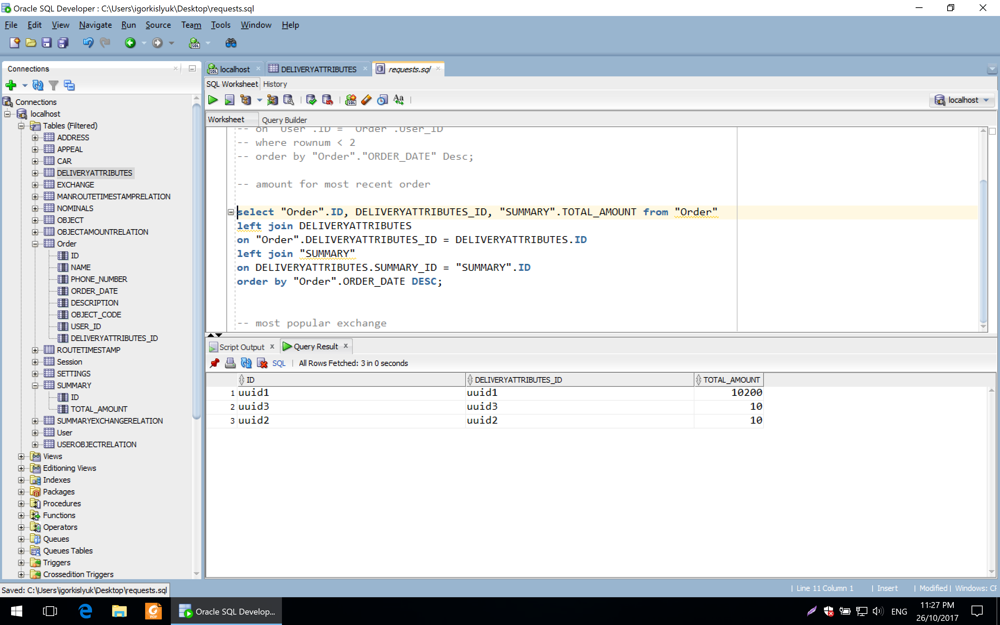 Oracle SQL Developer : C:\Users\igorkislyuk\Desktop\requests.sql
File Edit View Navigate Run Source Team Tools Window Help
Connections
Connections
localhost
Tables (Filtered)
ADDRESS
APPEAL
CAR
DELIVERYATTRIBUTES
EXCHANGE
MANROUTETIMESTAMPRELATION
NOMINALS
OBJECT
OBJECTAMOUNTRELATION
Order
ID
NAME
PHONE_NUMBER
ORDER_DATE
DESCRIPTION
OBJECT_CODE
USER_ID
DELIVERYATTRIBUTES_ID
ROUTETIMESTAMP
Session
SETTINGS
SUMMARY
ID
TOTAL_AMOUNT
SUMMARYEXCHANGERELATION
User
USEROBJECTRELATION
Views
Editioning Views
Indexes
Packages
Procedures
Functions
Operators
Queues
Queues Tables
Triggers
Crossedition Triggers
localhost DELIVERYATTRIBUTES requests.sql
SQL Worksheet History
localhost
Worksheet Query Builder
-- on "User".ID = "Order".User_ID
-- where rownum < 2
-- order by "Order"."ORDER_DATE" Desc;
-- amount for most recent order
select "Order".ID, DELIVERYATTRIBUTES_ID, "SUMMARY".TOTAL_AMOUNT from "Order"
left join DELIVERYATTRIBUTES
on "Order".DELIVERYATTRIBUTES_ID = DELIVERYATTRIBUTES.ID
left join "SUMMARY"
on DELIVERYATTRIBUTES.SUMMARY_ID = "SUMMARY".ID
order by "Order".ORDER_DATE DESC;
-- most popular exchange
Script Output Query Result
SQL | All Rows Fetched: 3 in 0 seconds
ID DELIVERYATTRIBUTES_ID TOTAL_AMOUNT
1 uuid1 uuid1 10200
2 uuid3 uuid3 10
3 uuid2 uuid2 10
Saved: C:\Users\igorkislyuk\Desktop\requests.sql
| Line 11 Column 1 | Insert | Modified | Windows: CF
Oracle SQL Develop...
ENG
11:27 PM
26/10/2017